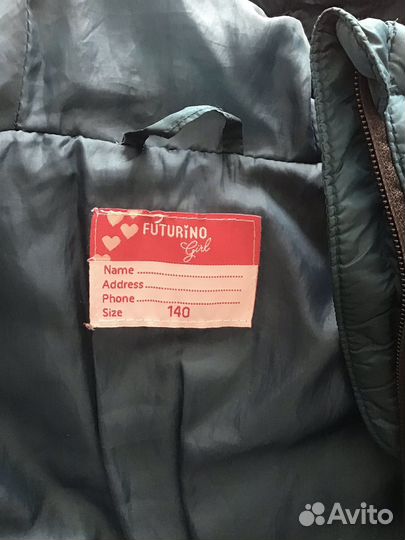 FUTURiNO
Girl
Name ..........................
Address.......................
Phone .........................
Size 140
Avito